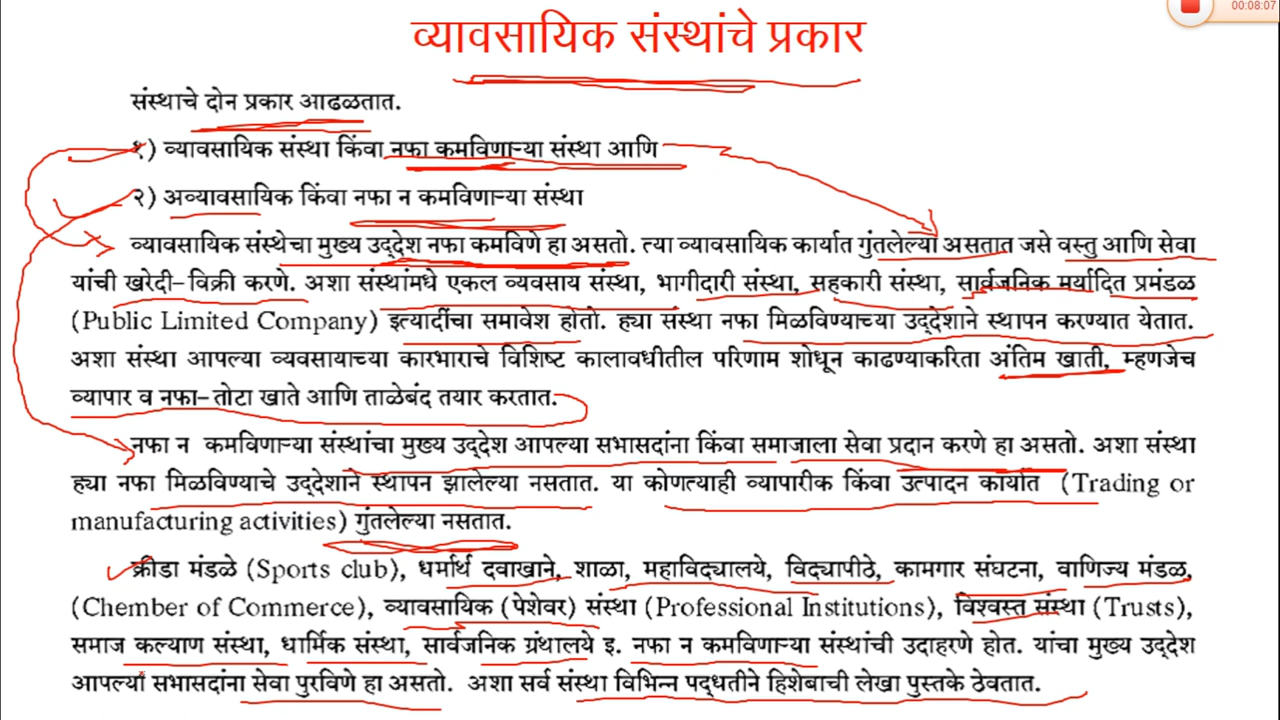 00:08:07
व्यावसायिक संस्थांचे प्रकार
संस्थाचे दोन प्रकार आढळतात.
१) व्यावसायिक संस्था किंवा नफा कमविणाऱ्या संस्था आणि
२) अव्यावसायिक किंवा नफा न कमविणाऱ्या संस्था
व्यावसायिक संस्थेचा मुख्य उद्देश नफा कमविणे हा असतो. त्या व्यावसायिक कार्यात गुंतलेल्या असतात जसे वस्तु आणि सेवा
यांची खरेदी-विक्री करणे. अशा संस्थांमधे एकल व्यवसाय संस्था, भागीदारी संस्था, सहकारी संस्था, सार्वजनिक मर्यादित प्रमंडळ
(Public Limited Company) इत्यादींचा समावेश होतो. ह्या संस्था नफा मिळविण्याच्या उद्देशाने स्थापन करण्यात येतात.
अशा संस्था आपल्या व्यवसायाच्या कारभाराचे विशिष्ट कालावधीतील परिणाम शोधून काढण्याकरिता अंतिम खाती, म्हणजेच
व्यापार व नफा-तोटा खाते आणि ताळेबंद तयार करतात.
नफा न कमविणाऱ्या संस्थांचा मुख्य उद्देश आपल्या सभासदांना किंवा समाजाला सेवा प्रदान करणे हा असतो. अशा संस्था
ह्या नफा मिळविण्याचे उद्देशाने स्थापन झालेल्या नसतात. या कोणत्याही व्यापारीक किंवा उत्पादन कार्यात (Trading or
manufacturing activities) गुंतलेल्या नसतात.
क्रीडा मंडळे (Sports club), धर्मार्थ दवाखाने, शाळा, महाविद्यालये, विद्यापीठे, कामगार संघटना, वाणिज्य मंडळ,
(Chember of Commerce), व्यावसायिक (पेशेवर) संस्था (Professional Institutions), विश्वस्त संस्था (Trusts),
समाज कल्याण संस्था, धार्मिक संस्था, सार्वजनिक ग्रंथालये इ. नफा न कमविणाऱ्या संस्थांची उदाहरणे होत. यांचा मुख्य उद्देश
आपल्या सभासदांना सेवा पुरविणे हा असतो. अशा सर्व संस्था विभिन्न पद्धतीने हिशेबाची लेखा पुस्तके ठेवतात.